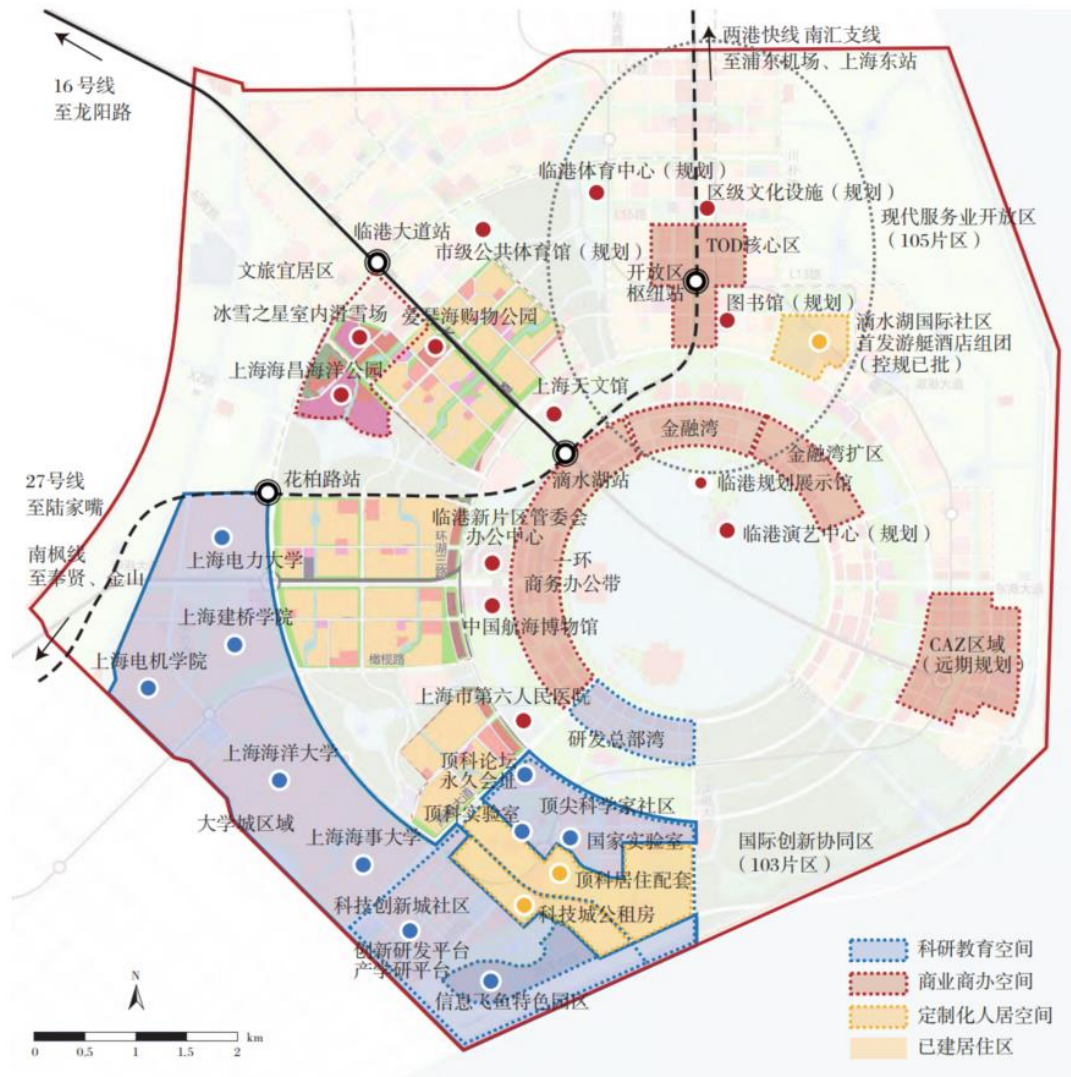 两港快线 南汇支线
至浦东机场、上海东站
16号线
至龙阳路
临港体育中心（规划）
区级文化设施（规划）
现代服务业开放区
（105片区）
临港大道站
市级公共体育馆（规划）
TOD核心区
文旅宜居区
开放区
枢纽站
冰雪之星室内滑雪场
爱琴海购物公园
图书馆（规划）
滴水湖国际社区
首发游艇酒店组团
（控规已批）
上海海昌海洋公园
上海天文馆
金融湾
金融湾扩区
27号线
至陆家嘴
花柏路站
滴水湖站
临港规划展示馆
临港新片区管委会
办公中心
临港演艺中心（规划）
南枫线
至奉贤、金山
上海电力大学
环湖三路
一环
商务办公带
上海建桥学院
中国航海博物馆
上海电机学院
橄榄路
CAZ区域
（远期规划）
上海市第六人民医院
研发总部湾
上海海洋大学
顶科论坛
永久会址
顶尖科学家社区
大学城区域
顶科实验室
上海海事大学
国家实验室
国际创新协同区
（103片区）
顶科居住配套
科技创新城社区
科技城公租房
创新研发平台
产学研平台
信息飞鱼特色园区
科研教育空间
商业商办空间
定制化人居空间
已建居住区
N
km
0 0.5 1 1.5 2